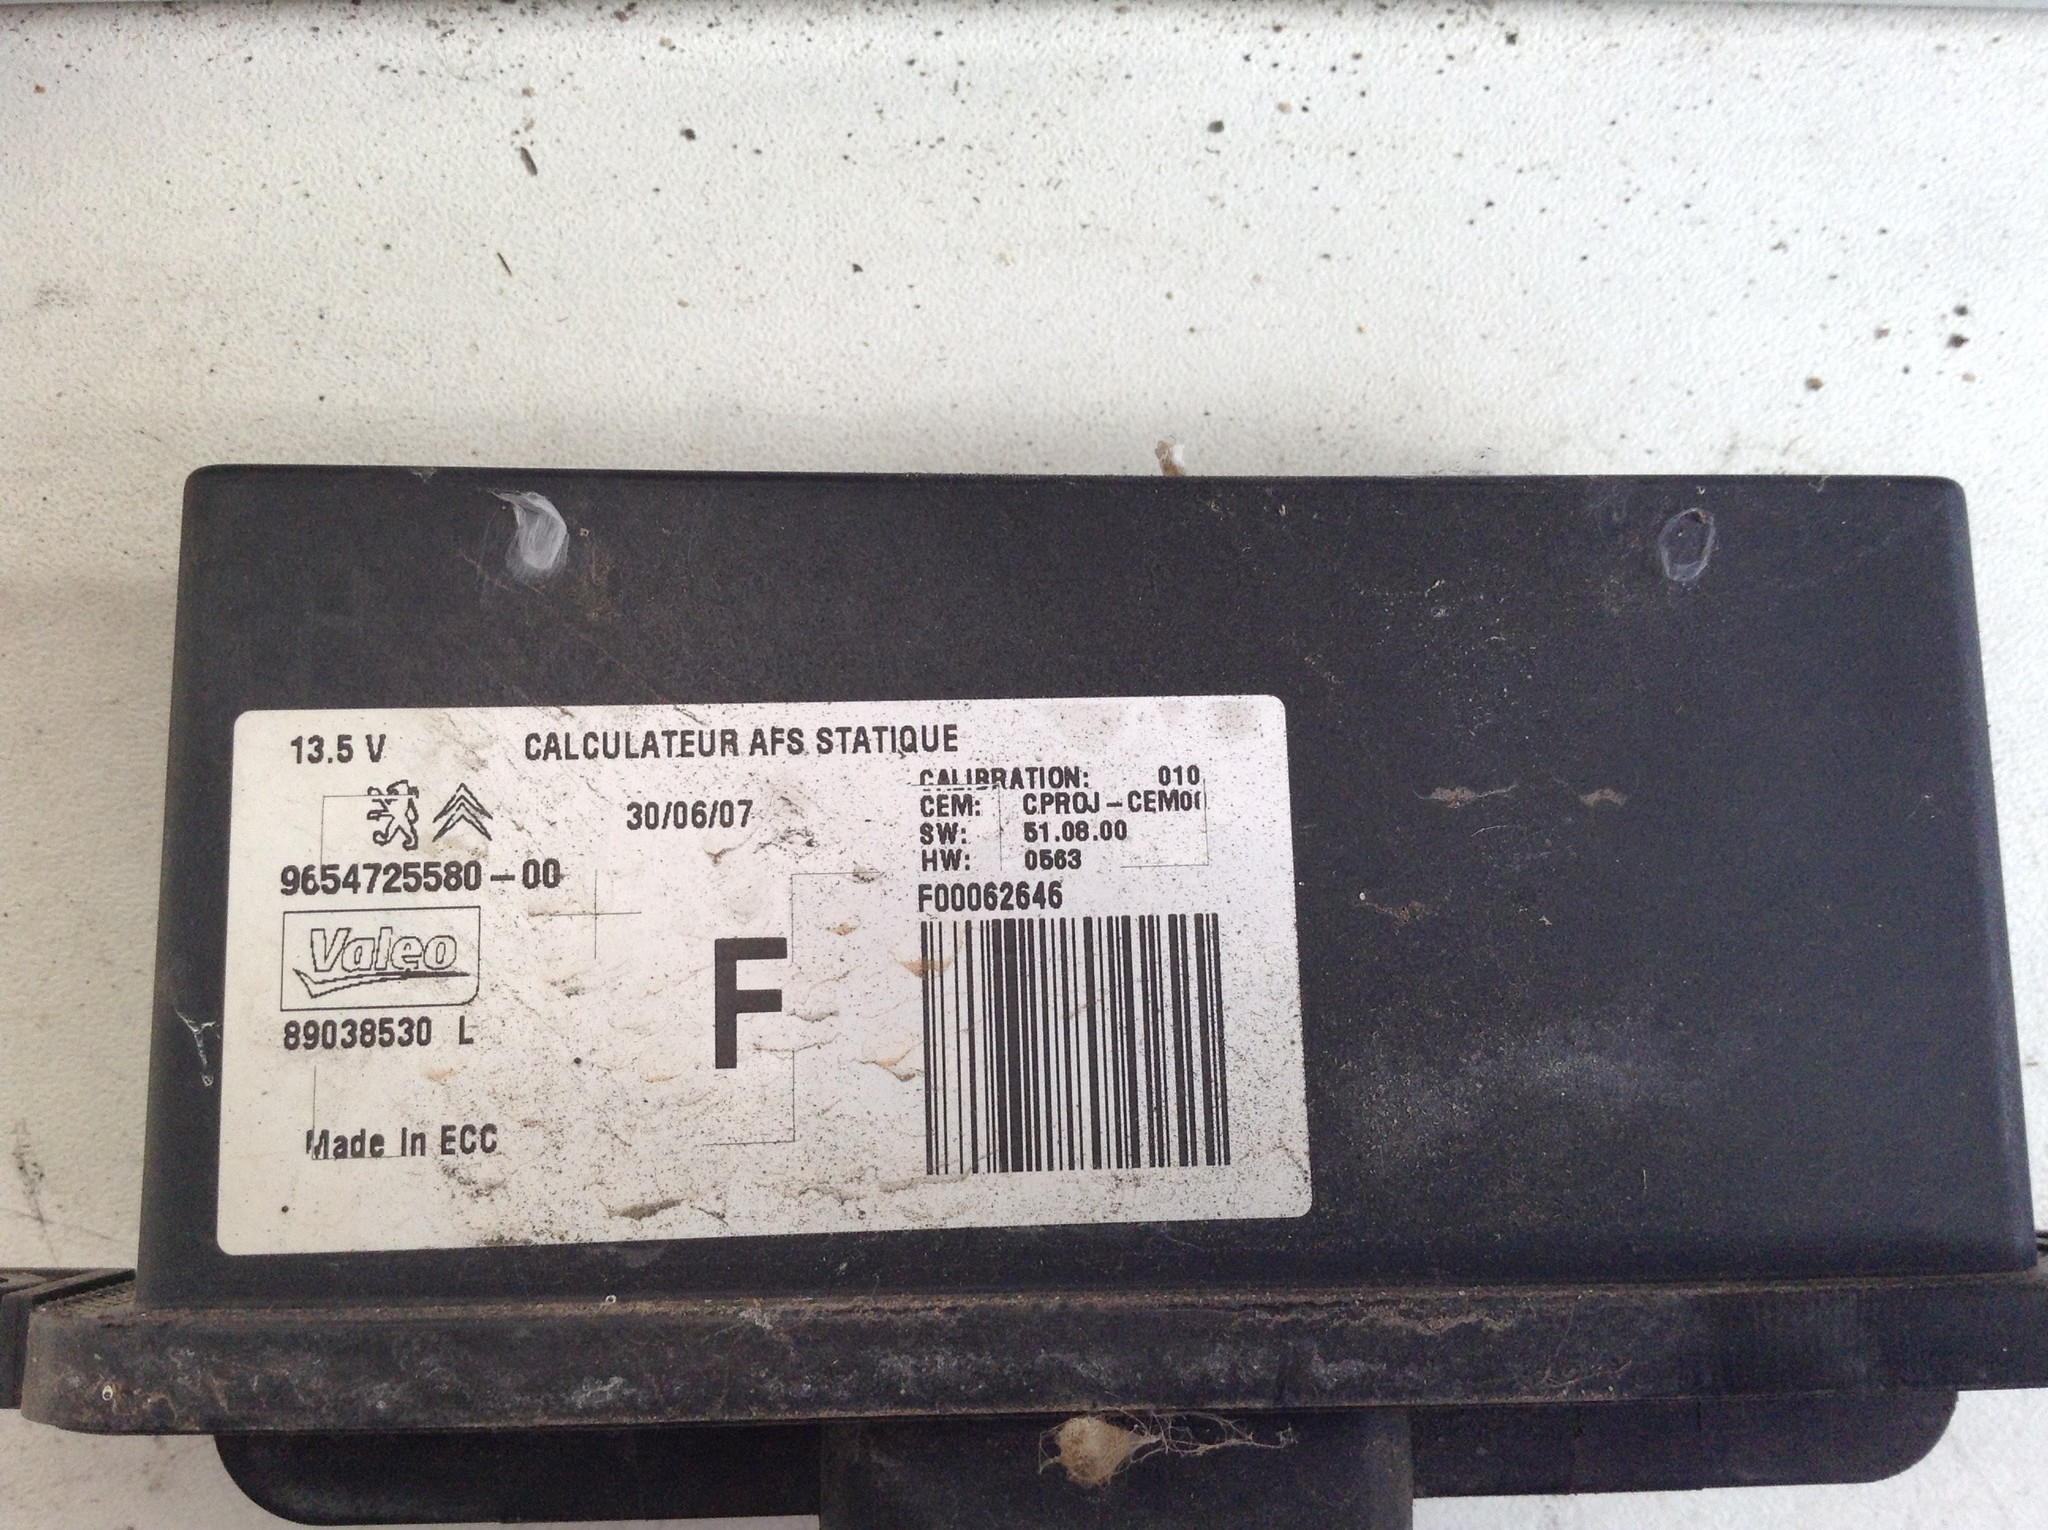 13.5 V CALCULATEUR AFS STATIQUE
30/06/07
CALIBRATION: 010
CEM: CPROJ-CEM
SW: 51.08.00
HW: 0563
9654725580-00
F00062646
Valeo
F
89038530 L
Made In ECC